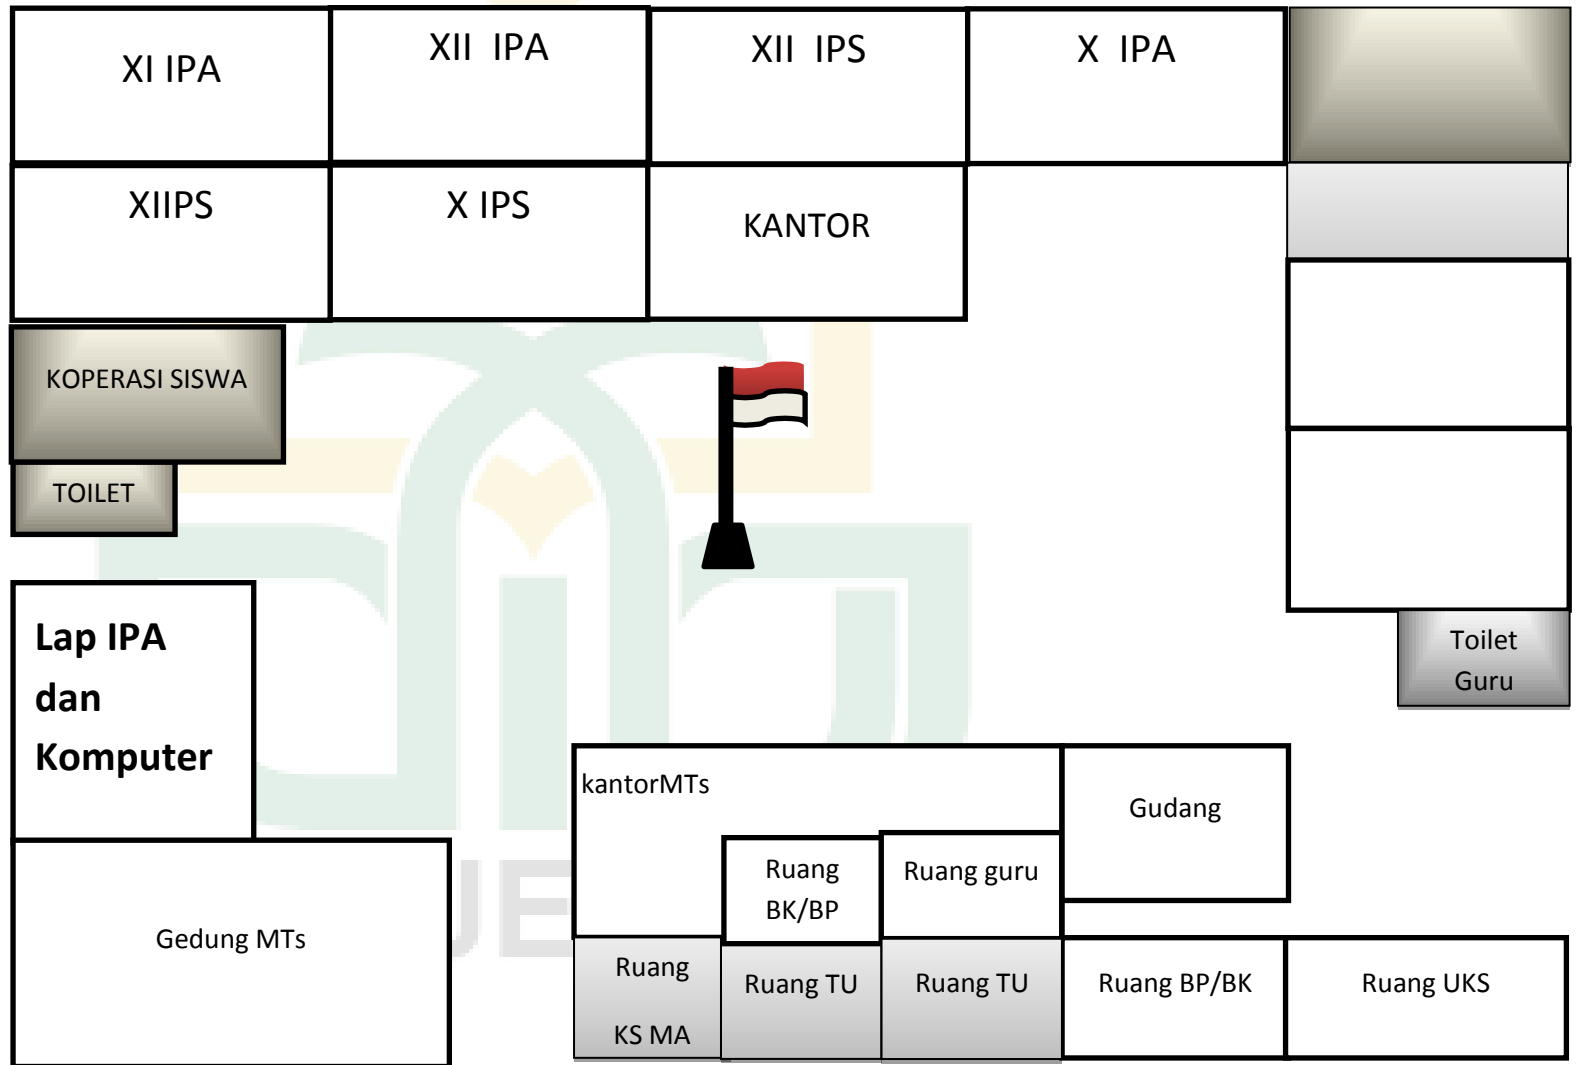 XI IPA
XII  IPA
XII  IPS
X  IPA
XIIPS
X IPS
KANTOR
KOPERASI SISWA
TOILET
Lap IPA
dan
Komputer
Toilet
Guru
kantorMTs
Gudang
Ruang
BK/BP
Ruang guru
Gedung MTs
Ruang
KS MA
Ruang TU
Ruang TU
Ruang BP/BK
Ruang UKS